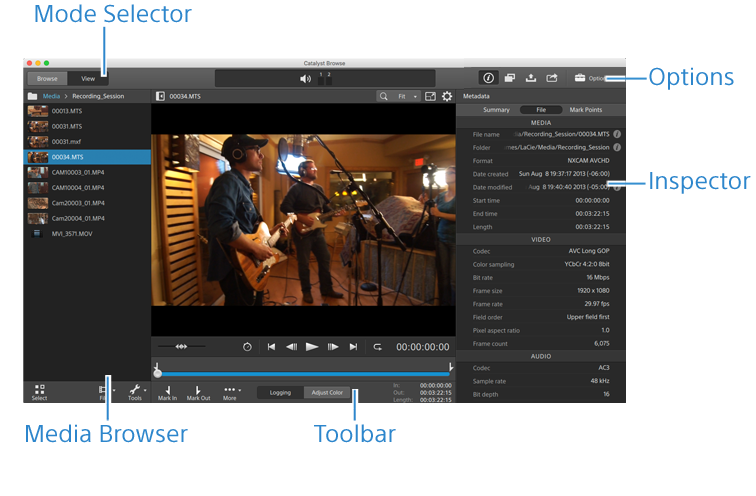 Mode Selector
Catalyst Browse
Browse View
1 2
Options
Media > Recording_Session
00034.MTS
Fit
Metadata
00013.MTS
00031.MTS
00031.mxf
00034.MTS
CAM10003_01.MP4
CAM10004_01.MP4
Cam20003_01.MP4
Cam20004_01.MP4
MVI_3571.MOV
Summary File Mark Points
MEDIA
File name /Recording_Session/00034.MTS
Folder mes/LaCie/Media/Recording_Session
Format NXCAM AVCHD
Date created Sun Aug 8 19:37:17 2013 (-06:00)
Date modified Aug 8 19:40:40 2013 (-05:00)
Start time 00:00:00:00
End time 00:03:22:15
Length 00:03:22:15
VIDEO
Codec AVC Long GOP
Color sampling YCbCr 4:2:0 8bit
Bit rate 16 Mbps
Frame size 1920 x 1080
Frame rate 29.97 fps
Field order Upper field first
Pixel aspect ratio 1.0
Frame count 6,075
AUDIO
Codec AC3
Sample rate 48 kHz
Bit depth 16
Options
Inspector
00:00:00:00
Select
Tools
Mark In
Mark Out
More
Logging
Adjust Color
In: 00:00:00:00
Out: 00:03:22:15
Length: 00:03:22:15
Media Browser
Toolbar